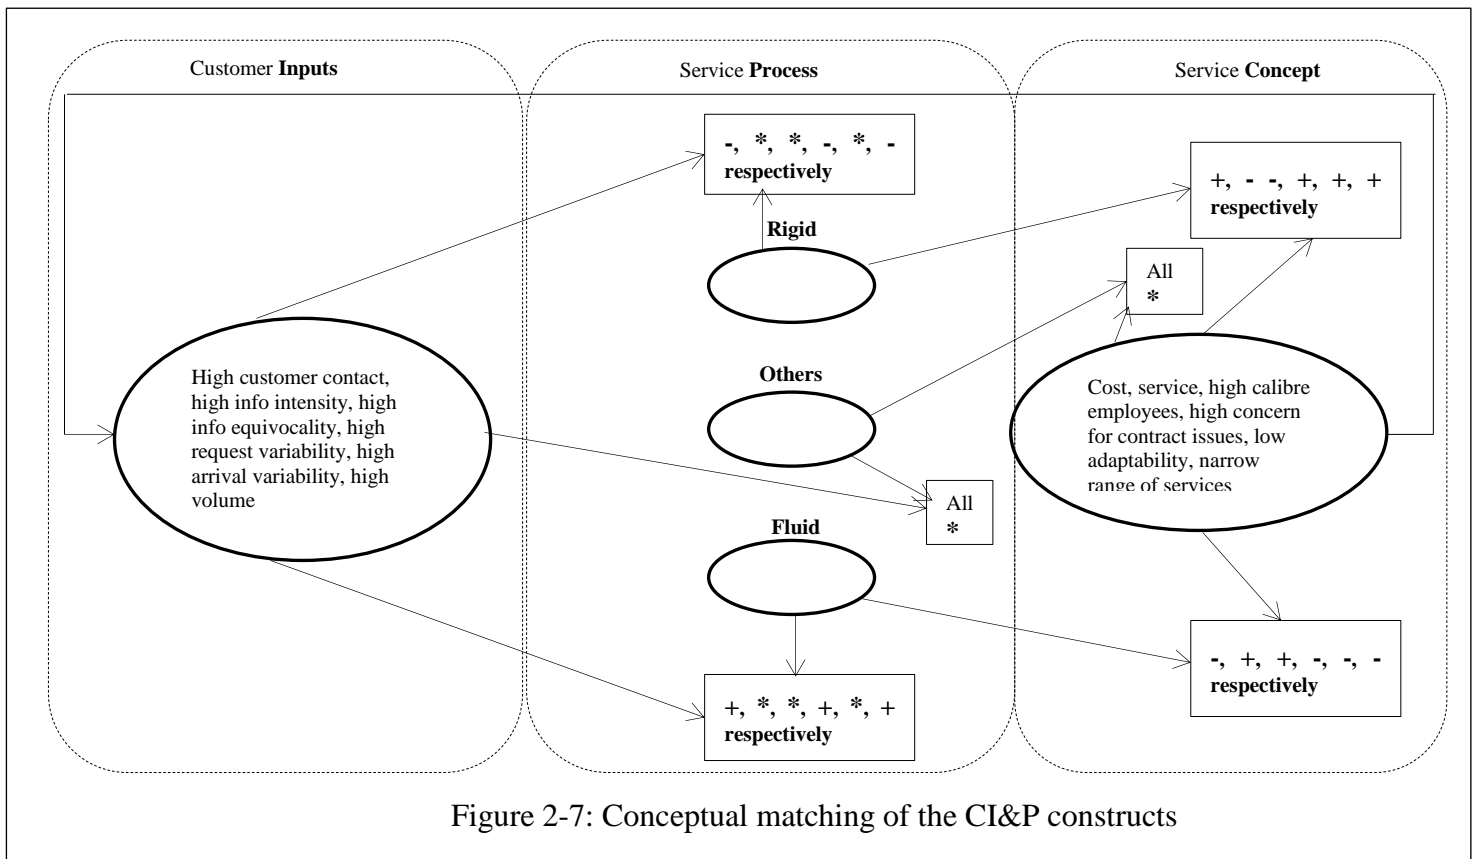 Customer Inputs
Service Process
Service Concept
-, *, *, -, *, -
respectively
+, - -, +, +, +
respectively
Rigid
All
*
High customer contact,
high info intensity, high
info equivocality, high
request variability, high
arrival variability, high
volume
Others
Cost, service, high calibre
employees, high concern
for contract issues, low
adaptability, narrow
range of services
All
*
Fluid
-, +, +, -, -, -
respectively
+, *, *, +, *, +
respectively
Figure 2-7: Conceptual matching of the CI&P constructs